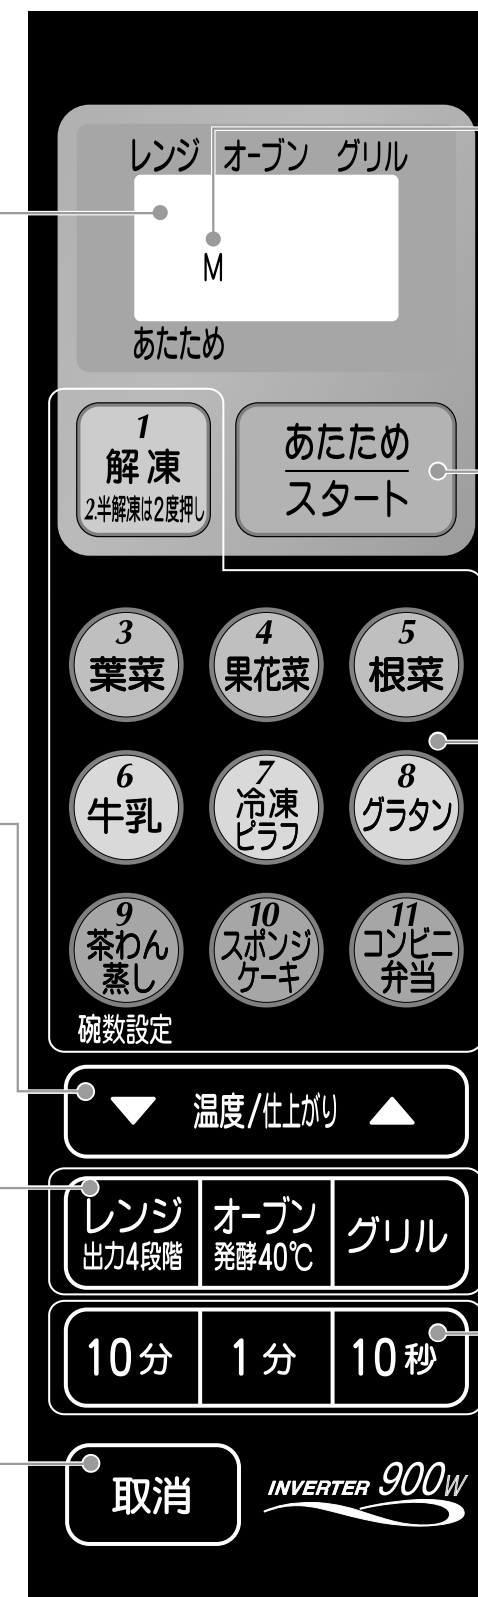 レンジ オーブン グリル
M
あたため
1
解凍
2.半解凍は2度押し
あたため
スタート
3
葉菜
4
果花菜
5
根菜
6
牛乳
7
冷凍
ピラフ
8
グラタン
9
茶わん
蒸し
10
スポンジ
ケーキ
11
コンビニ
弁当
碗数設定
▼ 温度/仕上がり ▲
レンジ
出力4段階
オーブン
発酵40℃
グリル
10分 1分 10秒
取消
INVERTER 900W